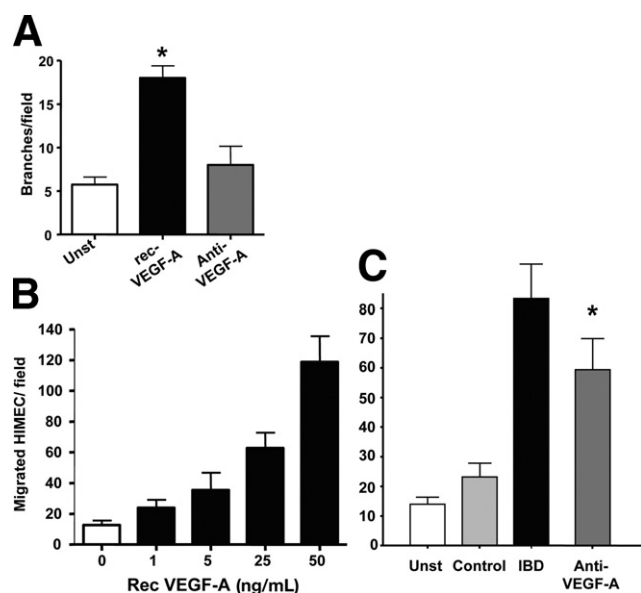 A
Branches/field
20
15
10
5
0
*
Unst
rec-
VEGF-A
Anti-
VEGF-A
B
Migrated HIMEC/ field
140
120
100
80
60
40
20
0
0 1 5 25 50
Rec VEGF-A (ng/mL)
C
80
70
60
50
40
30
20
10
0
*
Unst Control IBD Anti-
VEGF-A